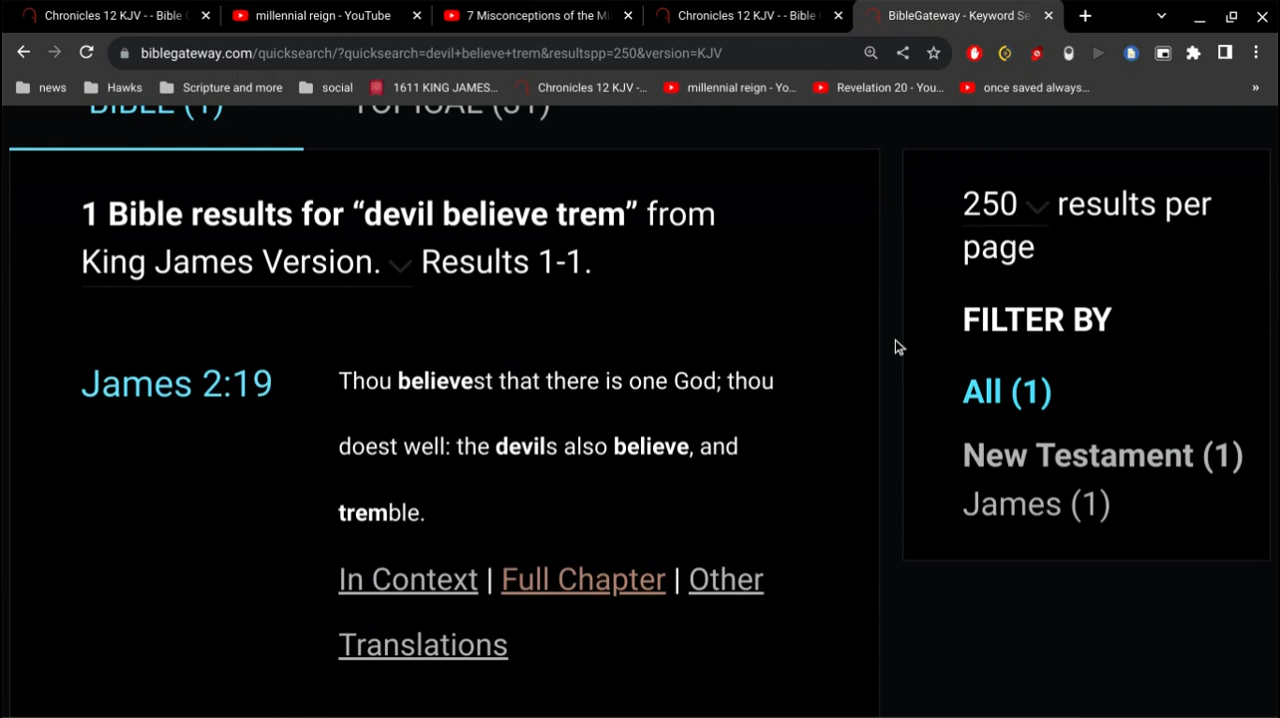 Chronicles 12 KJV - - Bible G
millennial reign - YouTube
7 Misconceptions of the Mi
Chronicles 12 KJV - - Bible G
BibleGateway - Keyword Se
biblegateway.com/quicksearch/?quicksearch=devil+believe+trem&resultspp=250&version=KJV
news
Hawks
Scripture and more
social
1611 KING JAMES...
Chronicles 12 KJV -...
millennial reign - Yo...
Revelation 20 - You...
once saved always...
»
BIBLE (1)
TOPICAL (31)
1 Bible results for “devil believe trem” from
King James Version. Results 1-1.
James 2:19
Thou believest that there is one God; thou
doest well: the devils also believe, and
tremble.
In Context | Full Chapter | Other
Translations
250 results per
page
FILTER BY
All (1)
New Testament (1)
James (1)